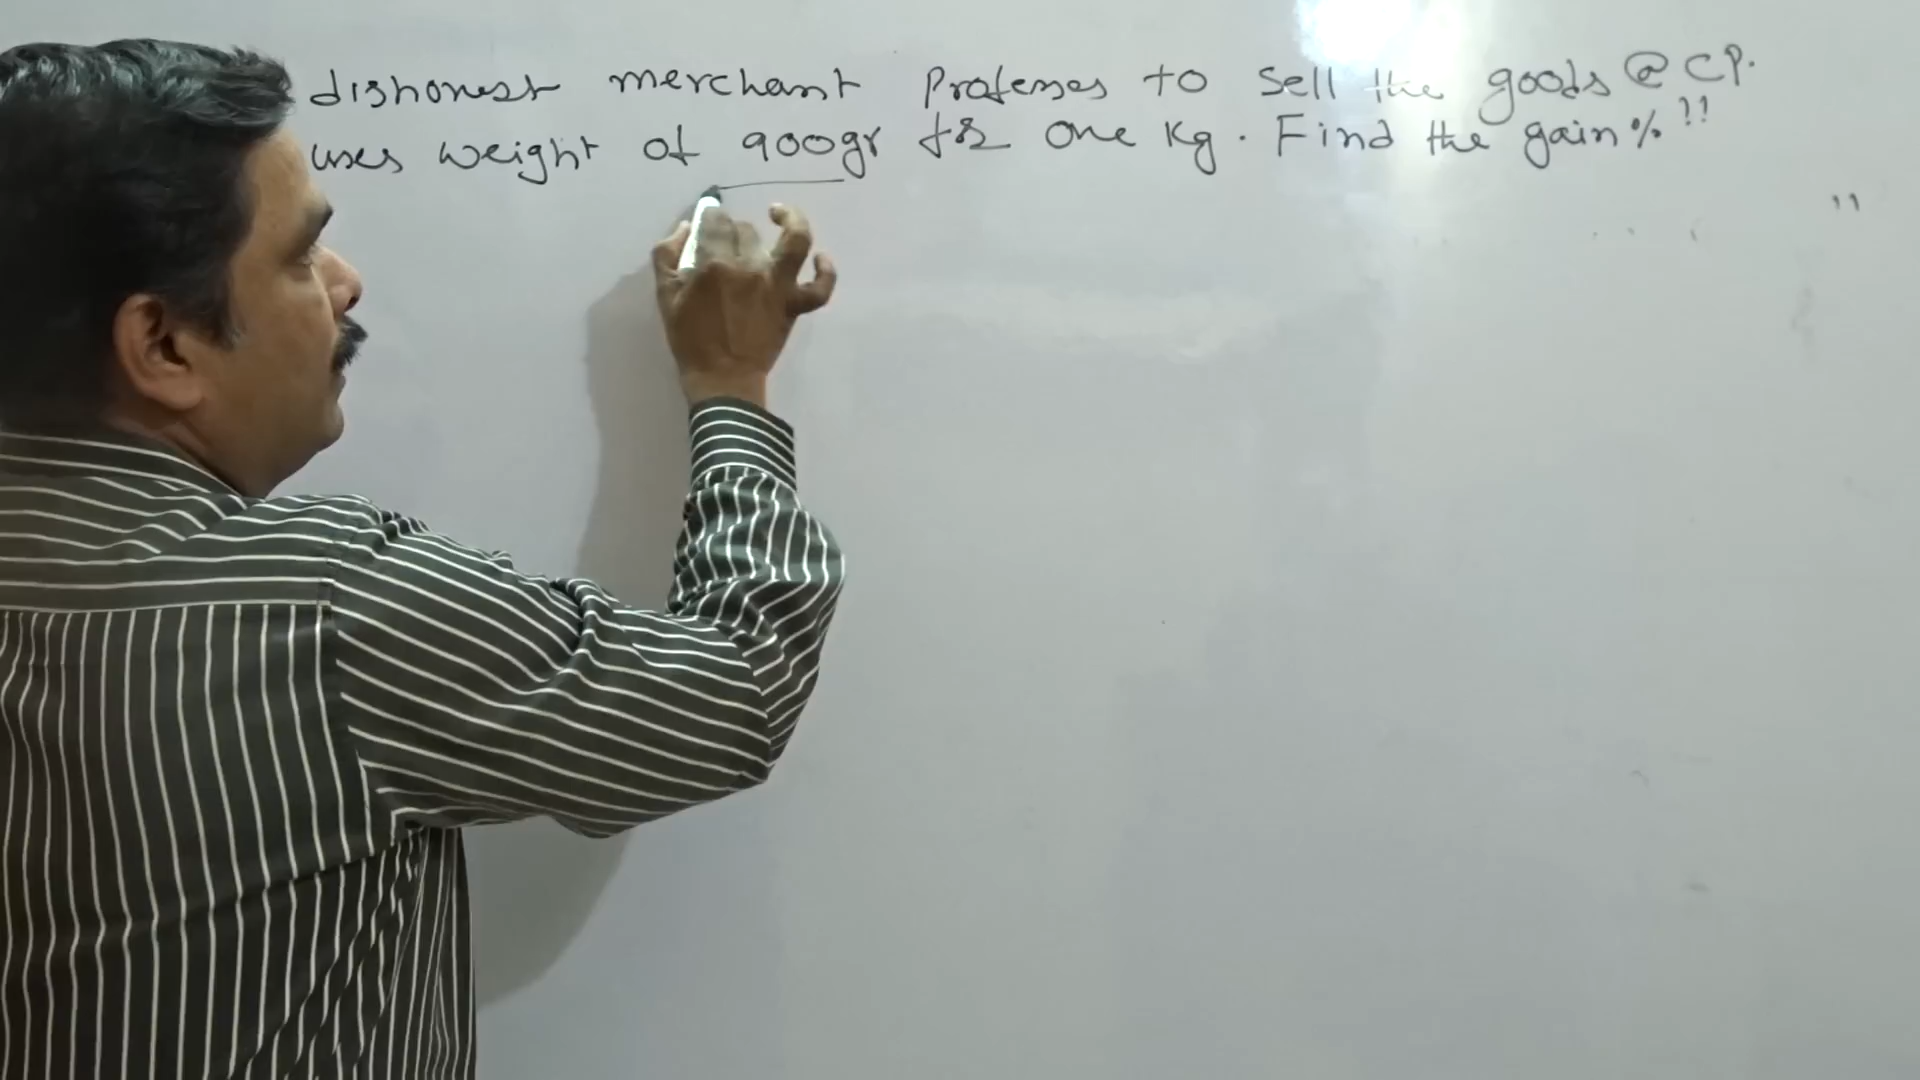 dishonest merchant Professes to sell the goods @ CP.
uses weight of 900gr for one kg. Find the gain% !!